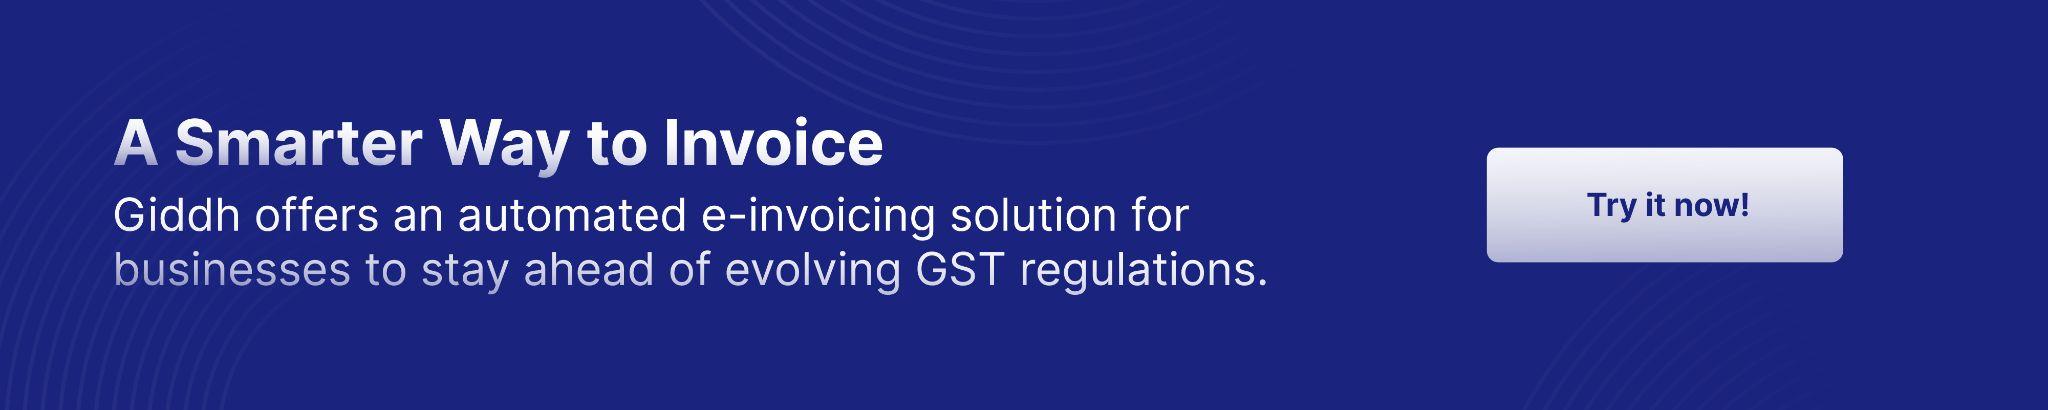 A Smarter Way to Invoice
Giddh offers an automated e-invoicing solution for
businesses to stay ahead of evolving GST regulations.
Try it now!